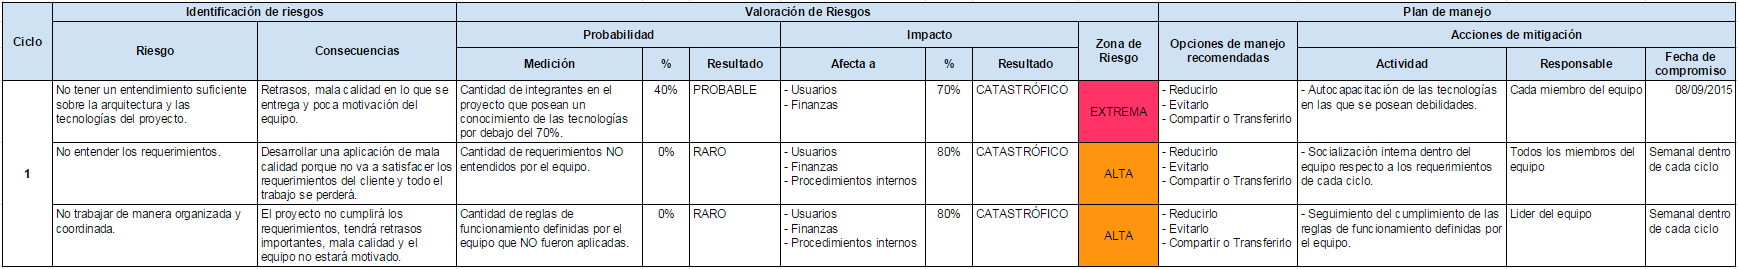 Ciclo
Identificación de riesgos
Valoración de Riesgos
Plan de manejo
Riesgo
Consecuencias
Probabilidad
Impacto
Zona de
Riesgo
Opciones de manejo
recomendadas
Acciones de mitigación
Medición
%
Resultado
Afecta a
%
Resultado
Actividad
Responsable
Fecha de
compromiso
1
No tener un entendimiento suficiente
sobre la arquitectura y las
tecnologías del proyecto.
Retrasos, mala calidad en lo que se
entrega y poca motivación del
equipo.
Cantidad de integrantes en el
proyecto que posean un
conocimiento de las tecnologías
por debajo del 70%.
40%
PROBABLE
- Usuarios
- Finanzas
70%
CATASTRÓFICO
EXTREMA
- Reducirlo
- Evitarlo
- Compartir o Transferirlo
- Autocapacitación de las tecnologías
en las que se posean debilidades.
Cada miembro del equipo
08/09/2015
No entender los requerimientos.
Desarrollar una aplicación de mala
calidad porque no va a satisfacer los
requerimientos del cliente y todo el
trabajo se perderá.
Cantidad de requerimientos NO
entendidos por el equipo.
0%
RARO
- Usuarios
- Finanzas
- Procedimientos internos
80%
CATASTRÓFICO
ALTA
- Reducirlo
- Evitarlo
- Compartir o Transferirlo
- Socialización interna dentro del
equipo respecto a los requerimientos
de cada ciclo.
Todos los miembros del
equipo
Semanal dentro
de cada ciclo
No trabajar de manera organizada y
coordinada.
El proyecto no cumplirá los
requerimientos, tendrá retrasos
importantes, mala calidad y el
equipo no estará motivado.
Cantidad de reglas de
funcionamiento definidas por el
equipo que NO fueron aplicadas.
0%
RARO
- Usuarios
- Finanzas
- Procedimientos internos
80%
CATASTRÓFICO
ALTA
- Reducirlo
- Evitarlo
- Compartir o Transferirlo
- Seguimiento del cumplimiento de las
reglas de funcionamiento definidas por
el equipo.
Lider del equipo
Semanal dentro
de cada ciclo